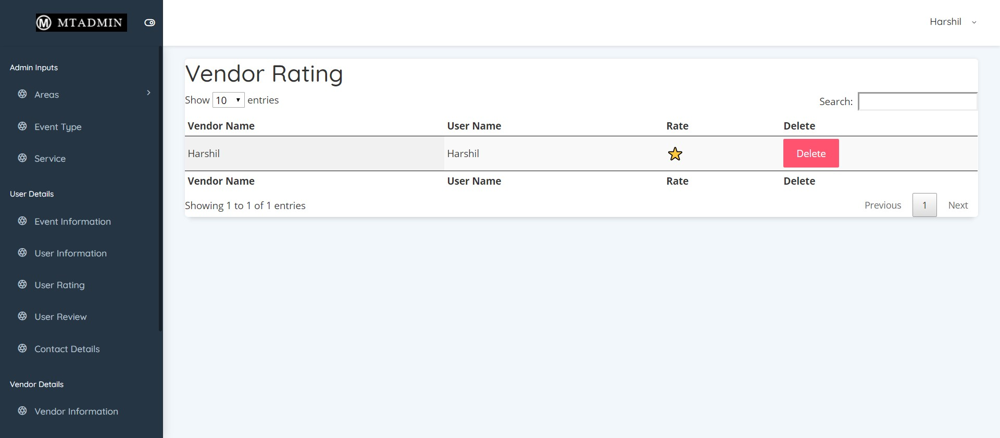 M MTADMIN
Harshil
Admin Inputs
Areas
Event Type
Service
User Details
Event Information
User Information
User Rating
User Review
Contact Details
Vendor Details
Vendor Information
Vendor Rating
Show 10 entries
Search:
Vendor Name User Name Rate Delete
Harshil Harshil Delete
Vendor Name User Name Rate Delete
Showing 1 to 1 of 1 entries
Previous 1 Next